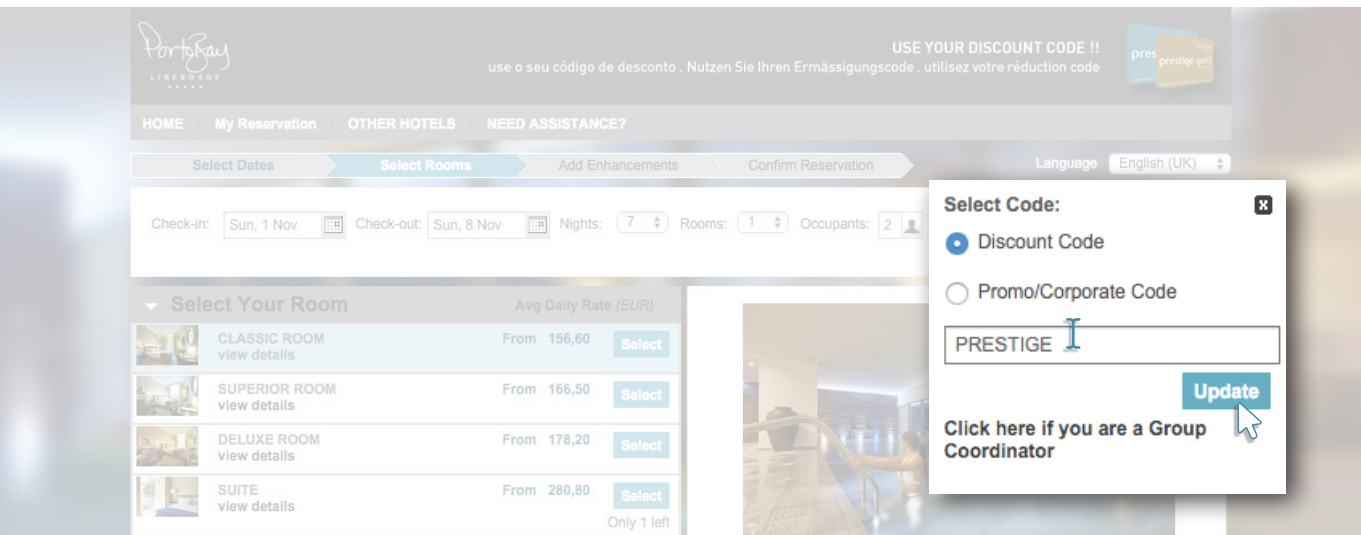 PortoBay
LIBERDADE
USE YOUR DISCOUNT CODE !!
use o seu código de desconto . Nutzen Sie Ihren Ermässigungscode . utilisez votre réduction code
prestige gold
HOME My Reservation OTHER HOTELS NEED ASSISTANCE?
Select Dates Select Rooms Add Enhancements Confirm Reservation Language English (UK)
Check-in: Sun, 1 Nov Check-out: Sun, 8 Nov Nights: 7 Rooms: 1 Occupants: 2
Select Your Room Avg Daily Rate (EUR)
CLASSIC ROOM From 156,60 Select
view details
SUPERIOR ROOM From 166,50 Select
view details
DELUXE ROOM From 178,20 Select
view details
SUITE From 280,80 Select
view details
Only 1 left
Select Code: x
Discount Code
Promo/Corporate Code
PRESTIGE
Update
Click here if you are a Group
Coordinator